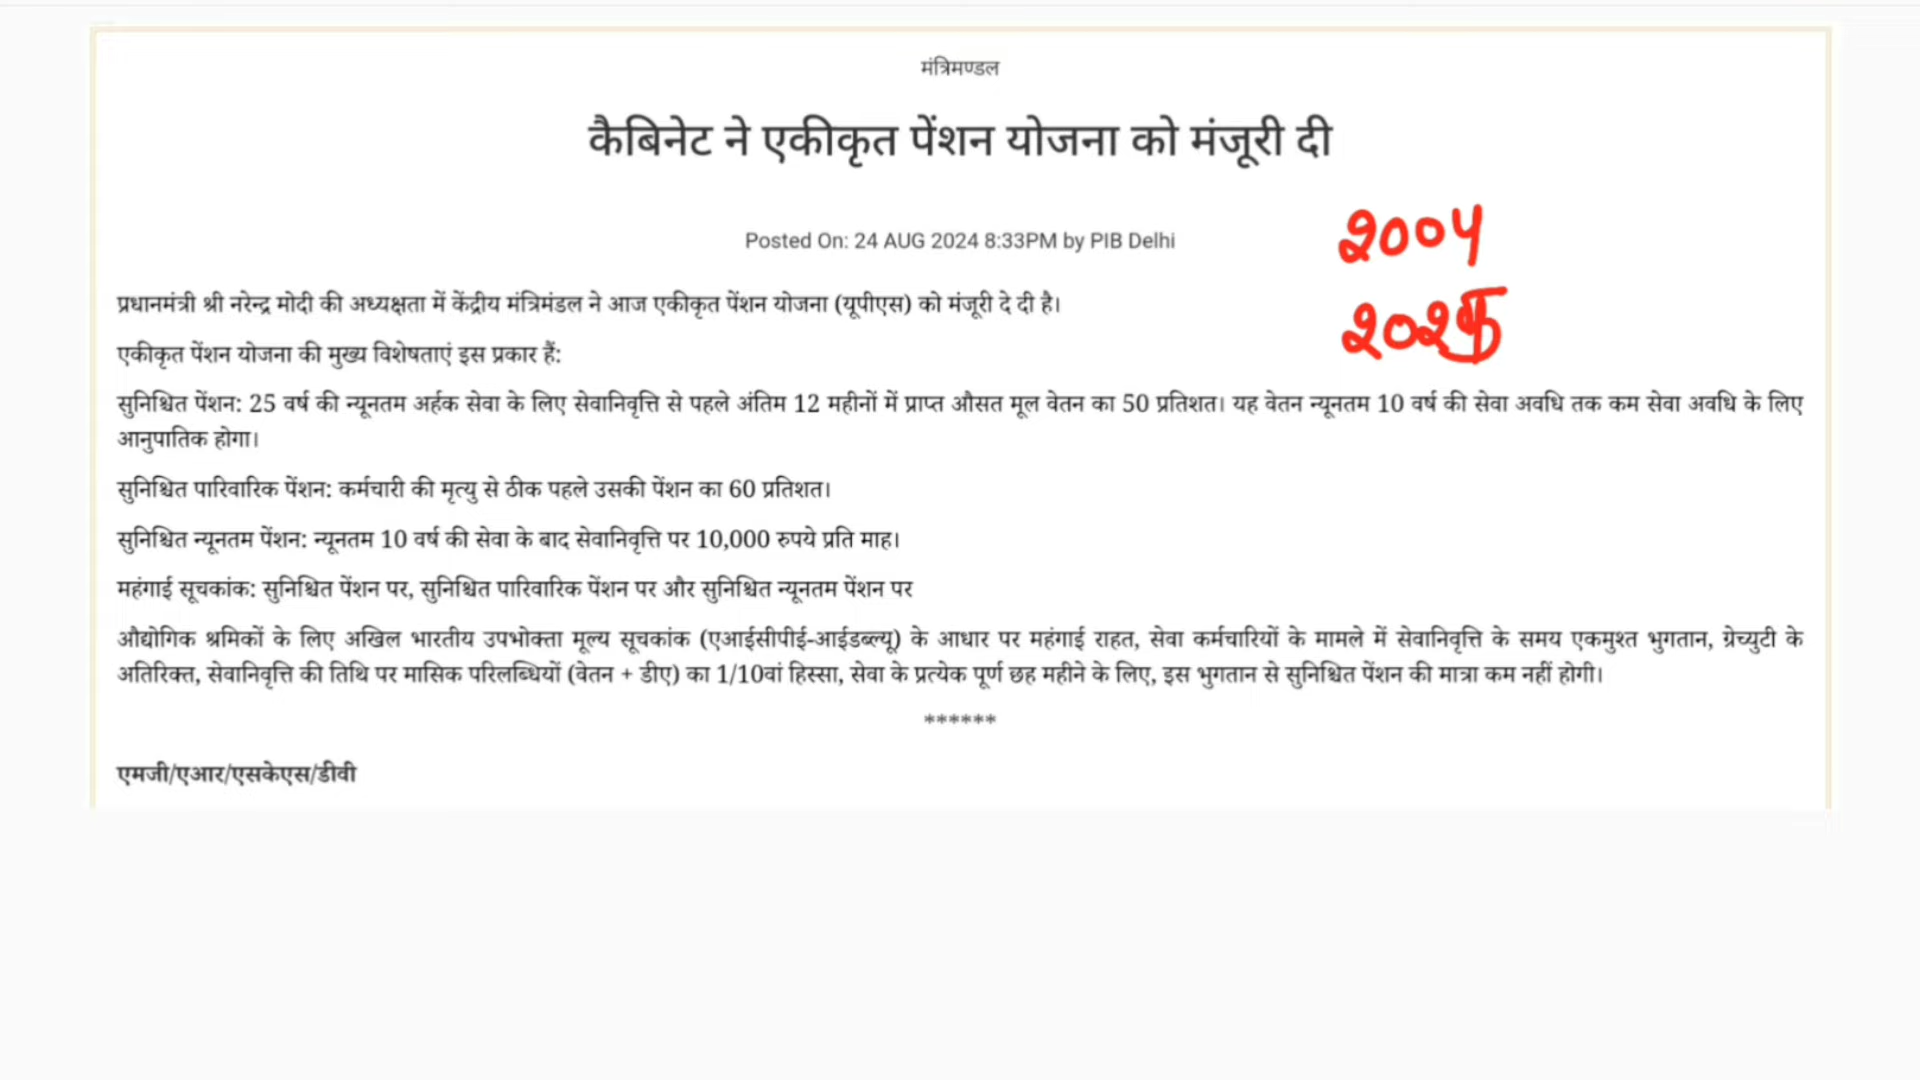 मंत्रिमण्डल
कैबिनेट ने एकीकृत पेंशन योजना को मंजूरी दी
Posted On: 24 AUG 2024 8:33PM by PIB Delhi
२००५
प्रधानमंत्री श्री नरेन्द्र मोदी की अध्यक्षता में केंद्रीय मंत्रिमंडल ने आज एकीकृत पेंशन योजना (यूपीएस) को मंजूरी दे दी है।
एकीकृत पेंशन योजना की मुख्य विशेषताएं इस प्रकार हैं:
सुनिश्चित पेंशन: 25 वर्ष की न्यूनतम अर्हक सेवा के लिए सेवानिवृत्ति से पहले अंतिम 12 महीनों में प्राप्त औसत मूल वेतन का 50 प्रतिशत। यह वेतन न्यूनतम 10 वर्ष की सेवा अवधि तक कम सेवा अवधि के लिए
आनुपातिक होगा।
सुनिश्चित पारिवारिक पेंशन: कर्मचारी की मृत्यु से ठीक पहले उसकी पेंशन का 60 प्रतिशत।
सुनिश्चित न्यूनतम पेंशन: न्यूनतम 10 वर्ष की सेवा के बाद सेवानिवृत्ति पर 10,000 रुपये प्रति माह।
महंगाई सूचकांक: सुनिश्चित पेंशन पर, सुनिश्चित पारिवारिक पेंशन पर और सुनिश्चित न्यूनतम पेंशन पर
औद्योगिक श्रमिकों के लिए अखिल भारतीय उपभोक्ता मूल्य सूचकांक (एआईसीपीई-आईडब्ल्यू) के आधार पर महंगाई राहत, सेवा कर्मचारियों के मामले में सेवानिवृत्ति के समय एकमुश्त भुगतान, ग्रेच्युटी के
अतिरिक्त, सेवानिवृत्ति की तिथि पर मासिक परिलब्धियों (वेतन + डीए) का 1/10वां हिस्सा, सेवा के प्रत्येक पूर्ण छह महीने के लिए, इस भुगतान से सुनिश्चित पेंशन की मात्रा कम नहीं होगी।
******
एमजी/एआर/एसकेएस/डीवी